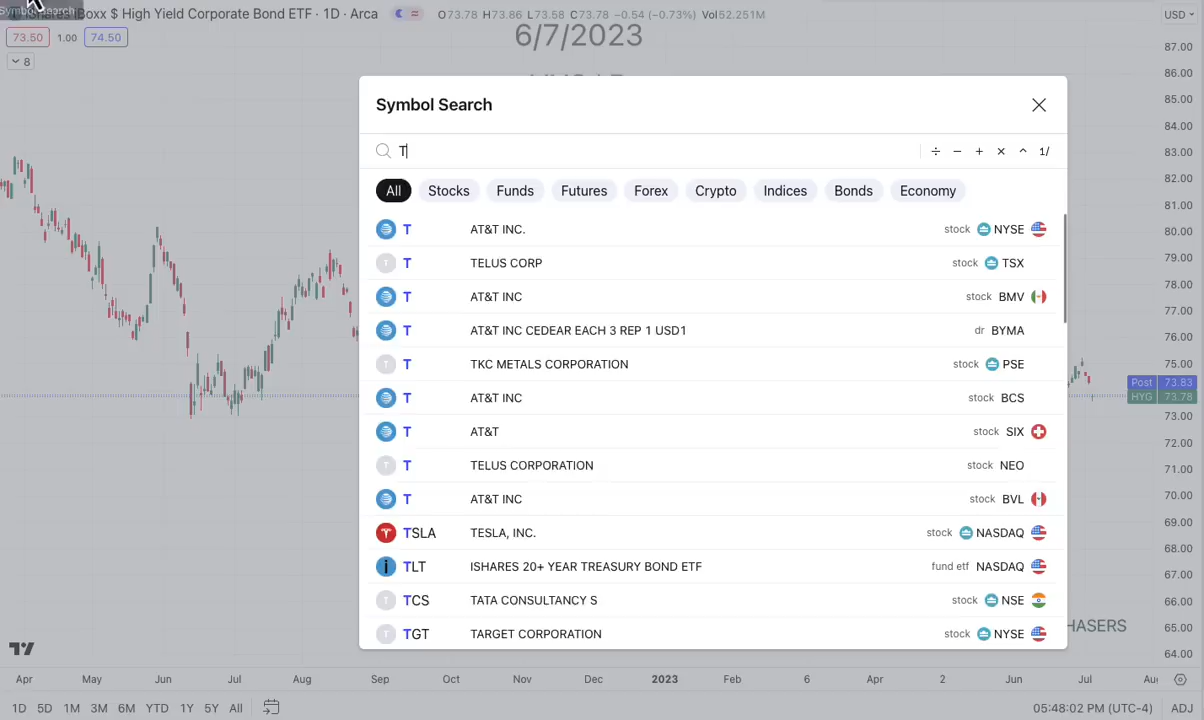 iShares iBoxx $ High Yield Corporate Bond ETF · 1D · Arca O73.78 H73.86 L73.58 C73.78 −0.54 (−0.73%) Vol52.251M
Symbol Search
USD
73.50 1.00 74.50
8
6/7/2023
Symbol Search
T
÷ − + × ^ 1/
All Stocks Funds Futures Forex Crypto Indices Bonds Economy
T AT&T INC. stock NYSE
T TELUS CORP stock TSX
T AT&T INC stock BMV
T AT&T INC CEDEAR EACH 3 REP 1 USD1 dr BYMA
T TKC METALS CORPORATION stock PSE
T AT&T INC stock BCS
T AT&T stock SIX
T TELUS CORPORATION stock NEO
T AT&T INC stock BVL
TSLA TESLA, INC. stock NASDAQ
TLT ISHARES 20+ YEAR TREASURY BOND ETF fund etf NASDAQ
TCS TATA CONSULTANCY S stock NSE
TGT TARGET CORPORATION stock NYSE
HASERS
87.00
86.00
85.00
84.00
83.00
82.00
81.00
80.00
79.00
78.00
77.00
76.00
75.00
Post 73.83
HYG 73.78
73.00
72.00
71.00
70.00
69.00
68.00
67.00
66.00
65.00
64.00
Apr May Jun Jul Aug Sep Oct Nov Dec 2023 Feb 6 Apr 2 Jun Jul Au
1D 5D 1M 3M 6M YTD 1Y 5Y All 05:48:02 PM (UTC-4) ADJ